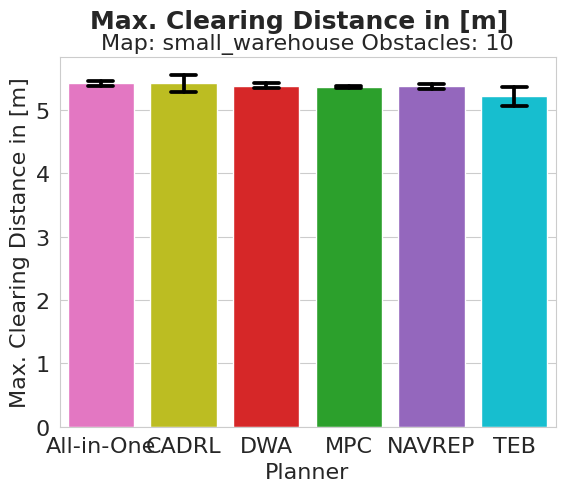 Max. Clearing Distance in [m]
Map: small_warehouse Obstacles: 10
Max. Clearing Distance in [m]
5
4
3
2
1
0
All-in-One CADRL DWA MPC NAVREP TEB
Planner